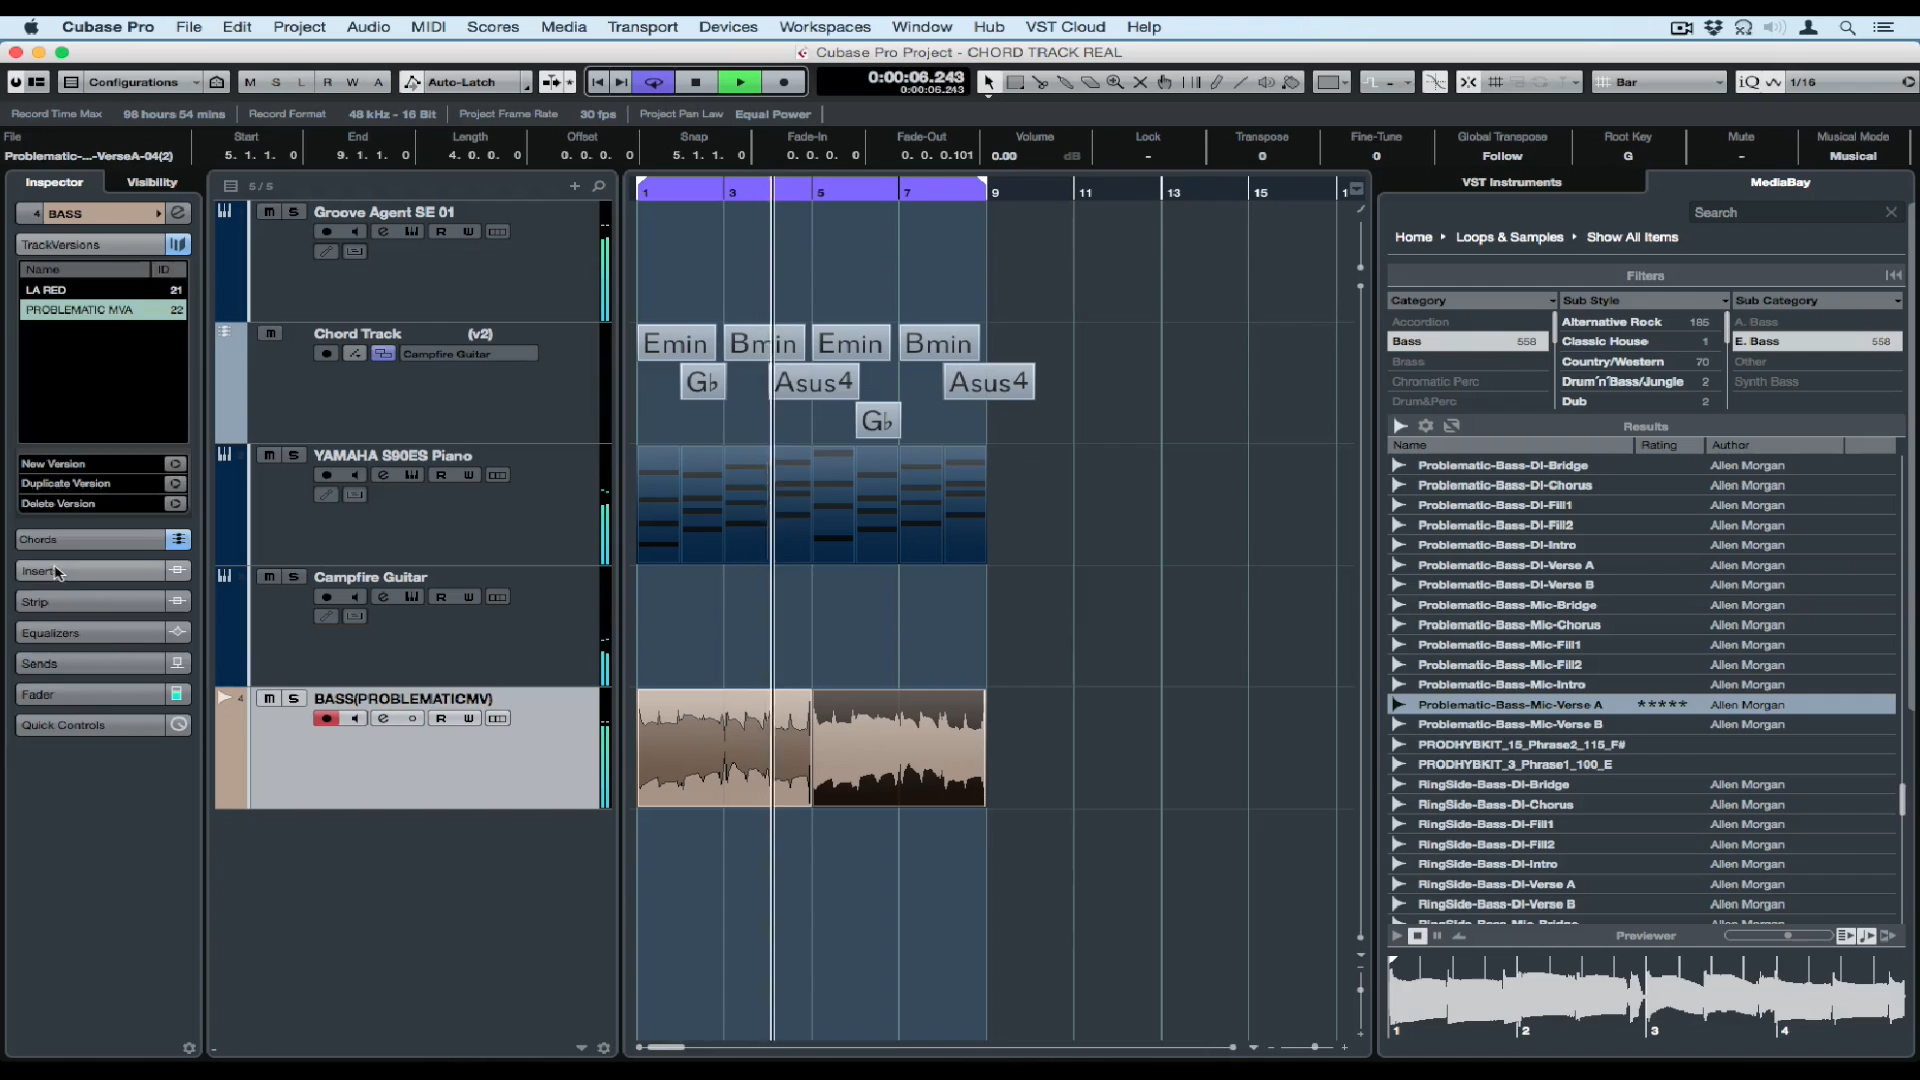 Cubase Pro File Edit Project Audio MIDI Scores Media Transport Devices Workspaces Window Hub VST Cloud Help
Cubase Pro Project - CHORD TRACK REAL
Configurations M S L R W A Auto-Latch 0:00:06.243 Bar iQ 1/16
0:00:06.243
Record Time Max 98 hours 54 mins Record Format 48 kHz - 16 Bit Project Frame Rate 30 fps Project Pan Law Equal Power
File Start End Length Offset Snap Fade-In Fade-Out Volume Lock Transpose Fine-Tune Global Transpose Root Key Mute Musical Mode
Problematic-...-VerseA-04(2) 5. 1. 1. 0 9. 1. 1. 0 4. 0. 0. 0 0. 0. 0. 0 5. 1. 1. 0 0. 0. 0. 0 0. 0. 0.101 0.00 dB - 0 0 Follow G - Musical
Inspector Visibility
5/5
1 3 5 7 9 11 13 15
VST Instruments MediaBay
4 BASS
TrackVersions
Name ID
LA RED 21
PROBLEMATIC MVA 22
New Version
Duplicate Version
Delete Version
Chords
Insert
Strip
Equalizers
Sends
Fader
Quick Controls
m S Groove Agent SE 01
R W
m Chord Track (v2)
Campfire Guitar
m S YAMAHA S90ES Piano
R W
m S Campfire Guitar
R W
4 m S BASS(PROBLEMATICMV)
R W
Emin Bmin Emin Bmin
G♭ Asus4 Asus4
G♭
Search
Home Loops & Samples Show All Items
Filters
Category Sub Style Sub Category
Accordion Alternative Rock 185 A. Bass
Bass 558 Classic House 1 E. Bass 558
Brass Country/Western 70 Other
Chromatic Perc Drum´n´Bass/Jungle 2 Synth Bass
Drum&Perc Dub 2
Results
Name Rating Author
Problematic-Bass-DI-Bridge Allen Morgan
Problematic-Bass-DI-Chorus Allen Morgan
Problematic-Bass-DI-Fill1 Allen Morgan
Problematic-Bass-DI-Fill2 Allen Morgan
Problematic-Bass-DI-Intro Allen Morgan
Problematic-Bass-DI-Verse A Allen Morgan
Problematic-Bass-DI-Verse B Allen Morgan
Problematic-Bass-Mic-Bridge Allen Morgan
Problematic-Bass-Mic-Chorus Allen Morgan
Problematic-Bass-Mic-Fill1 Allen Morgan
Problematic-Bass-Mic-Fill2 Allen Morgan
Problematic-Bass-Mic-Intro Allen Morgan
Problematic-Bass-Mic-Verse A ***** Allen Morgan
Problematic-Bass-Mic-Verse B Allen Morgan
PRODHYBKIT_15_Phrase2_115_F#
PRODHYBKIT_3_Phrase1_100_E
RingSide-Bass-DI-Bridge Allen Morgan
RingSide-Bass-DI-Chorus Allen Morgan
RingSide-Bass-DI-Fill1 Allen Morgan
RingSide-Bass-DI-Fill2 Allen Morgan
RingSide-Bass-DI-Intro Allen Morgan
RingSide-Bass-DI-Verse A Allen Morgan
RingSide-Bass-DI-Verse B Allen Morgan
Previewer
1 2 3 4